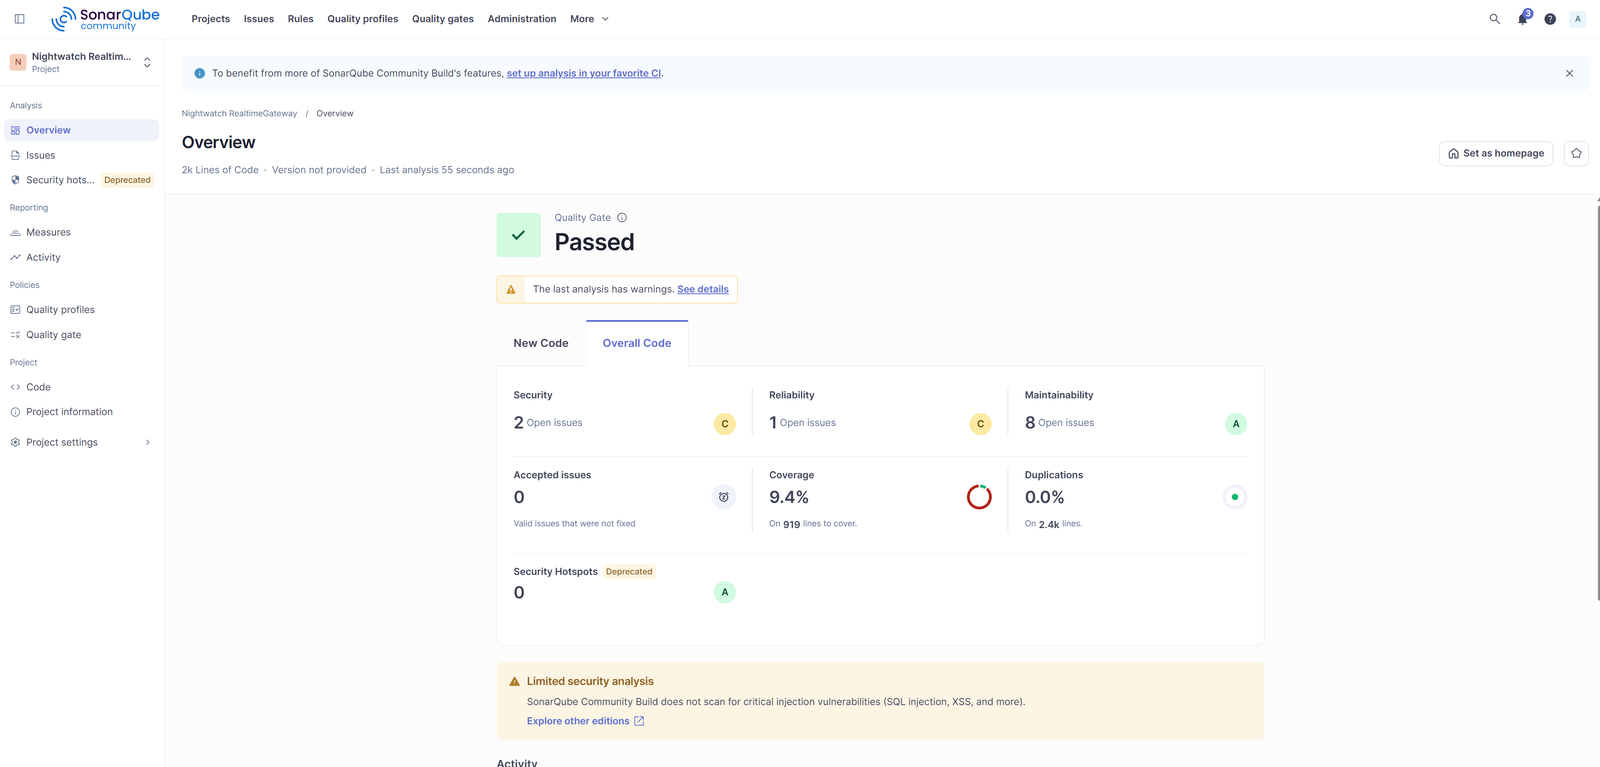 SonarQube community
Projects Issues Rules Quality profiles Quality gates Administration More
3
?
A
N
Nightwatch Realtim...
Project
Analysis
Overview
Issues
Security hots... Deprecated
Reporting
Measures
Activity
Policies
Quality profiles
Quality gate
Project
Code
Project information
Project settings
To benefit from more of SonarQube Community Build's features, set up analysis in your favorite CI.
Nightwatch RealtimeGateway / Overview
Overview
2k Lines of Code - Version not provided - Last analysis 55 seconds ago
Set as homepage
Quality Gate
Passed
The last analysis has warnings. See details
New Code Overall Code
Security Reliability Maintainability
2 Open issues C 1 Open issues C 8 Open issues A
Accepted issues Coverage Duplications
0 9.4% 0.0%
Valid issues that were not fixed On 919 lines to cover. On 2.4k lines.
Security Hotspots Deprecated
0 A
Limited security analysis
SonarQube Community Build does not scan for critical injection vulnerabilities (SQL injection, XSS, and more).
Explore other editions
Activity